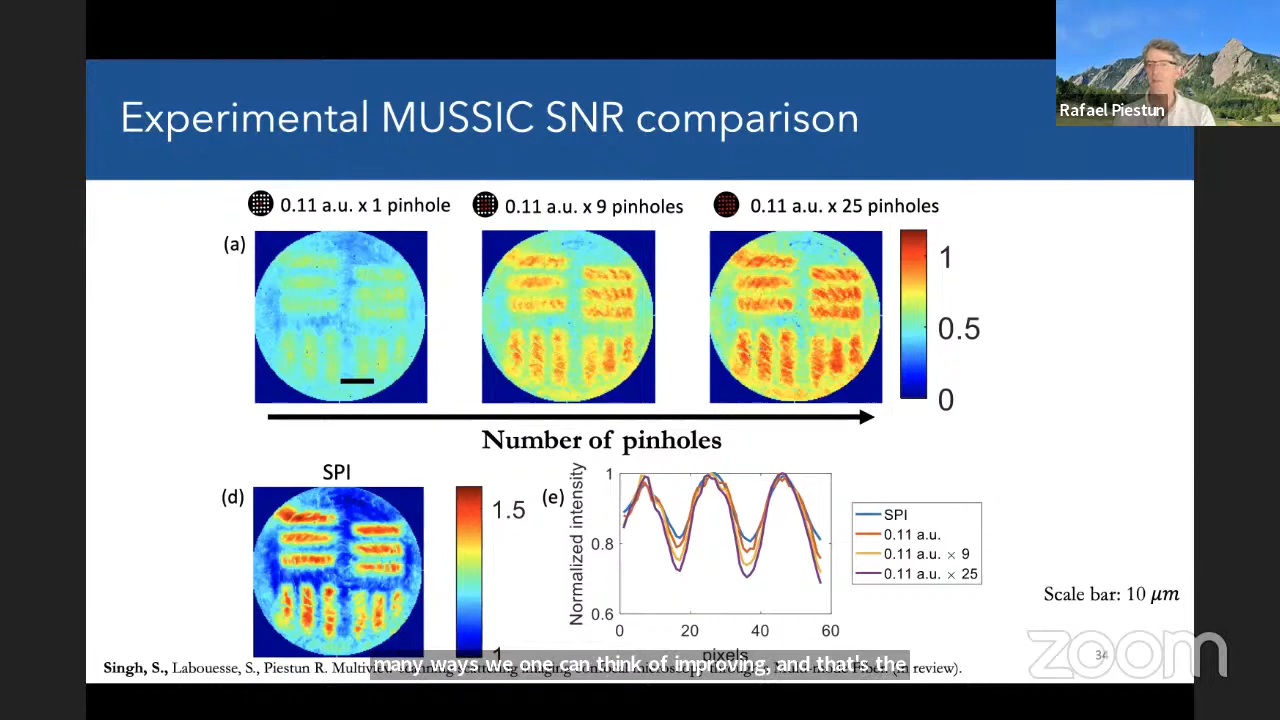 Rafael Piestun
Experimental MUSSIC SNR comparison
0.11 a.u. x 1 pinhole
0.11 a.u. x 9 pinholes
0.11 a.u. x 25 pinholes
(a)
1
0.5
0
Number of pinholes
SPI
(d)
1.5
1
(e)
Normalized intensity
1
0.8
0.6
0 20 40 60
pixels
SPI
0.11 a.u.
0.11 a.u. × 9
0.11 a.u. × 25
Scale bar: 10 μm
zoom
34
many ways we one can think of improving, and that's the
Singh, S., Labouesse, S., Piestun R. review).